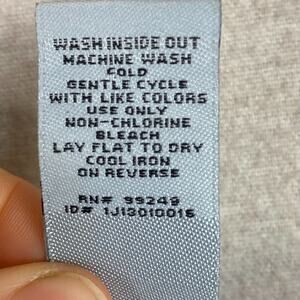 WASH INSIDE OUT
MACHINE WASH
COLD
GENTLE CYCLE
WITH LIKE COLORS
USE ONLY
NON-CHLORINE
BLEACH
LAY FLAT TO DRY
COOL IRON
ON REVERSE
RN# 99249
ID# 1J13010016